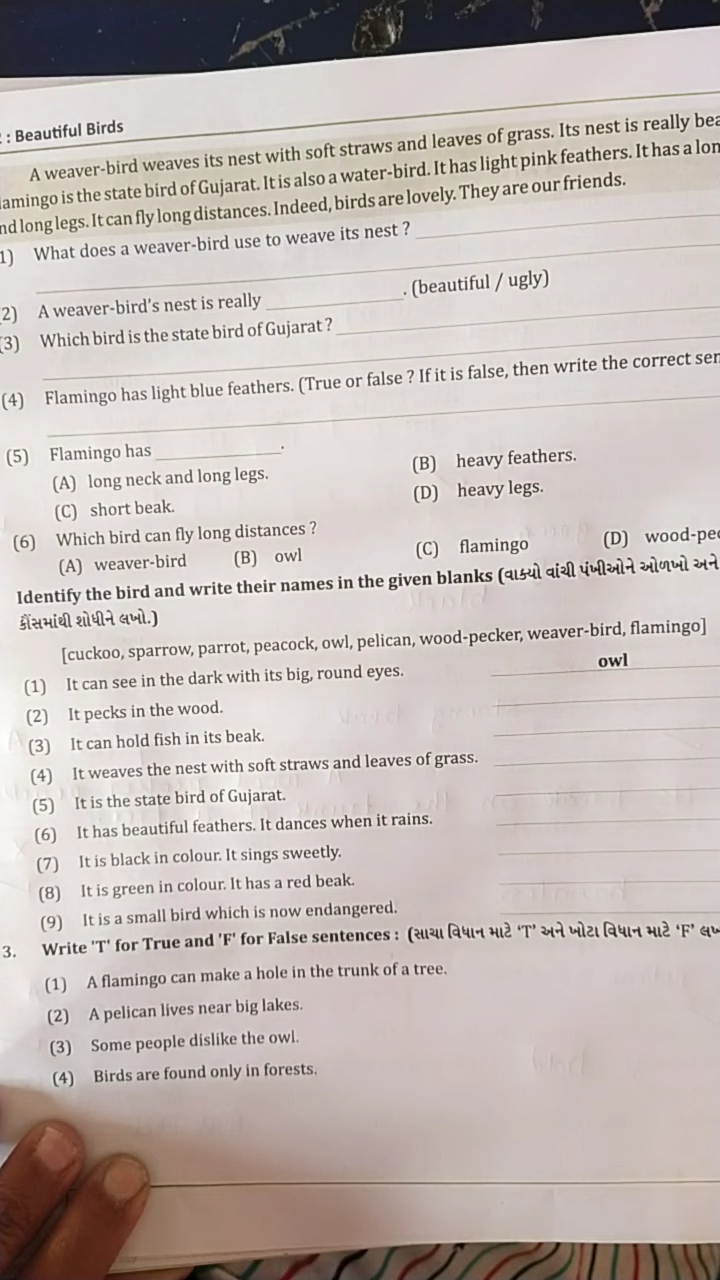 : Beautiful Birds
A weaver-bird weaves its nest with soft straws and leaves of grass. Its nest is really
is the state bird of Gujarat. It is also a water-bird. It has light pink feathers. It has a
long legs. It can fly long distances. Indeed, birds are lovely. They are our friends.
1) What does a weaver-bird use to weave its nest ?
2) A weaver-bird's nest is really ____________ . (beautiful / ugly)
(3) Which bird is the state bird of Gujarat ?
(4) Flamingo has light blue feathers. (True or false ? If it is false, then write the correct
(5) Flamingo has ____________.
(A) long neck and long legs. (B) heavy feathers.
(C) short beak. (D) heavy legs.
(6) Which bird can fly long distances ?
(A) weaver-bird (B) owl (C) flamingo (D)
Identify the bird and write their names in the given blanks (વાક્યો વાંચી પંખીઓને ઓળખો અને
કૌંસમાંથી શોધીને લખો.)
[cuckoo, sparrow, parrot, peacock, owl, pelican, wood-pecker, weaver-bird, flamingo]
(1) It can see in the dark with its big, round eyes. owl
(2) It pecks in the wood.
(3) It can hold fish in its beak.
(4) It weaves the nest with soft straws and leaves of grass.
(5) It is the state bird of Gujarat.
(6) It has beautiful feathers. It dances when it rains.
(7) It is black in colour. It sings sweetly.
(8) It is green in colour. It has a red beak.
(9) It is a small bird which is now endangered.
3. Write 'T' for True and 'F' for False sentences : (સાચા વિધાન માટે 'T' અને ખોટા વિધાન માટે 'F'
(1) A flamingo can make a hole in the trunk of a tree.
(2) A pelican lives near big lakes.
(3) Some people dislike the owl.
(4) Birds are found only in forests.